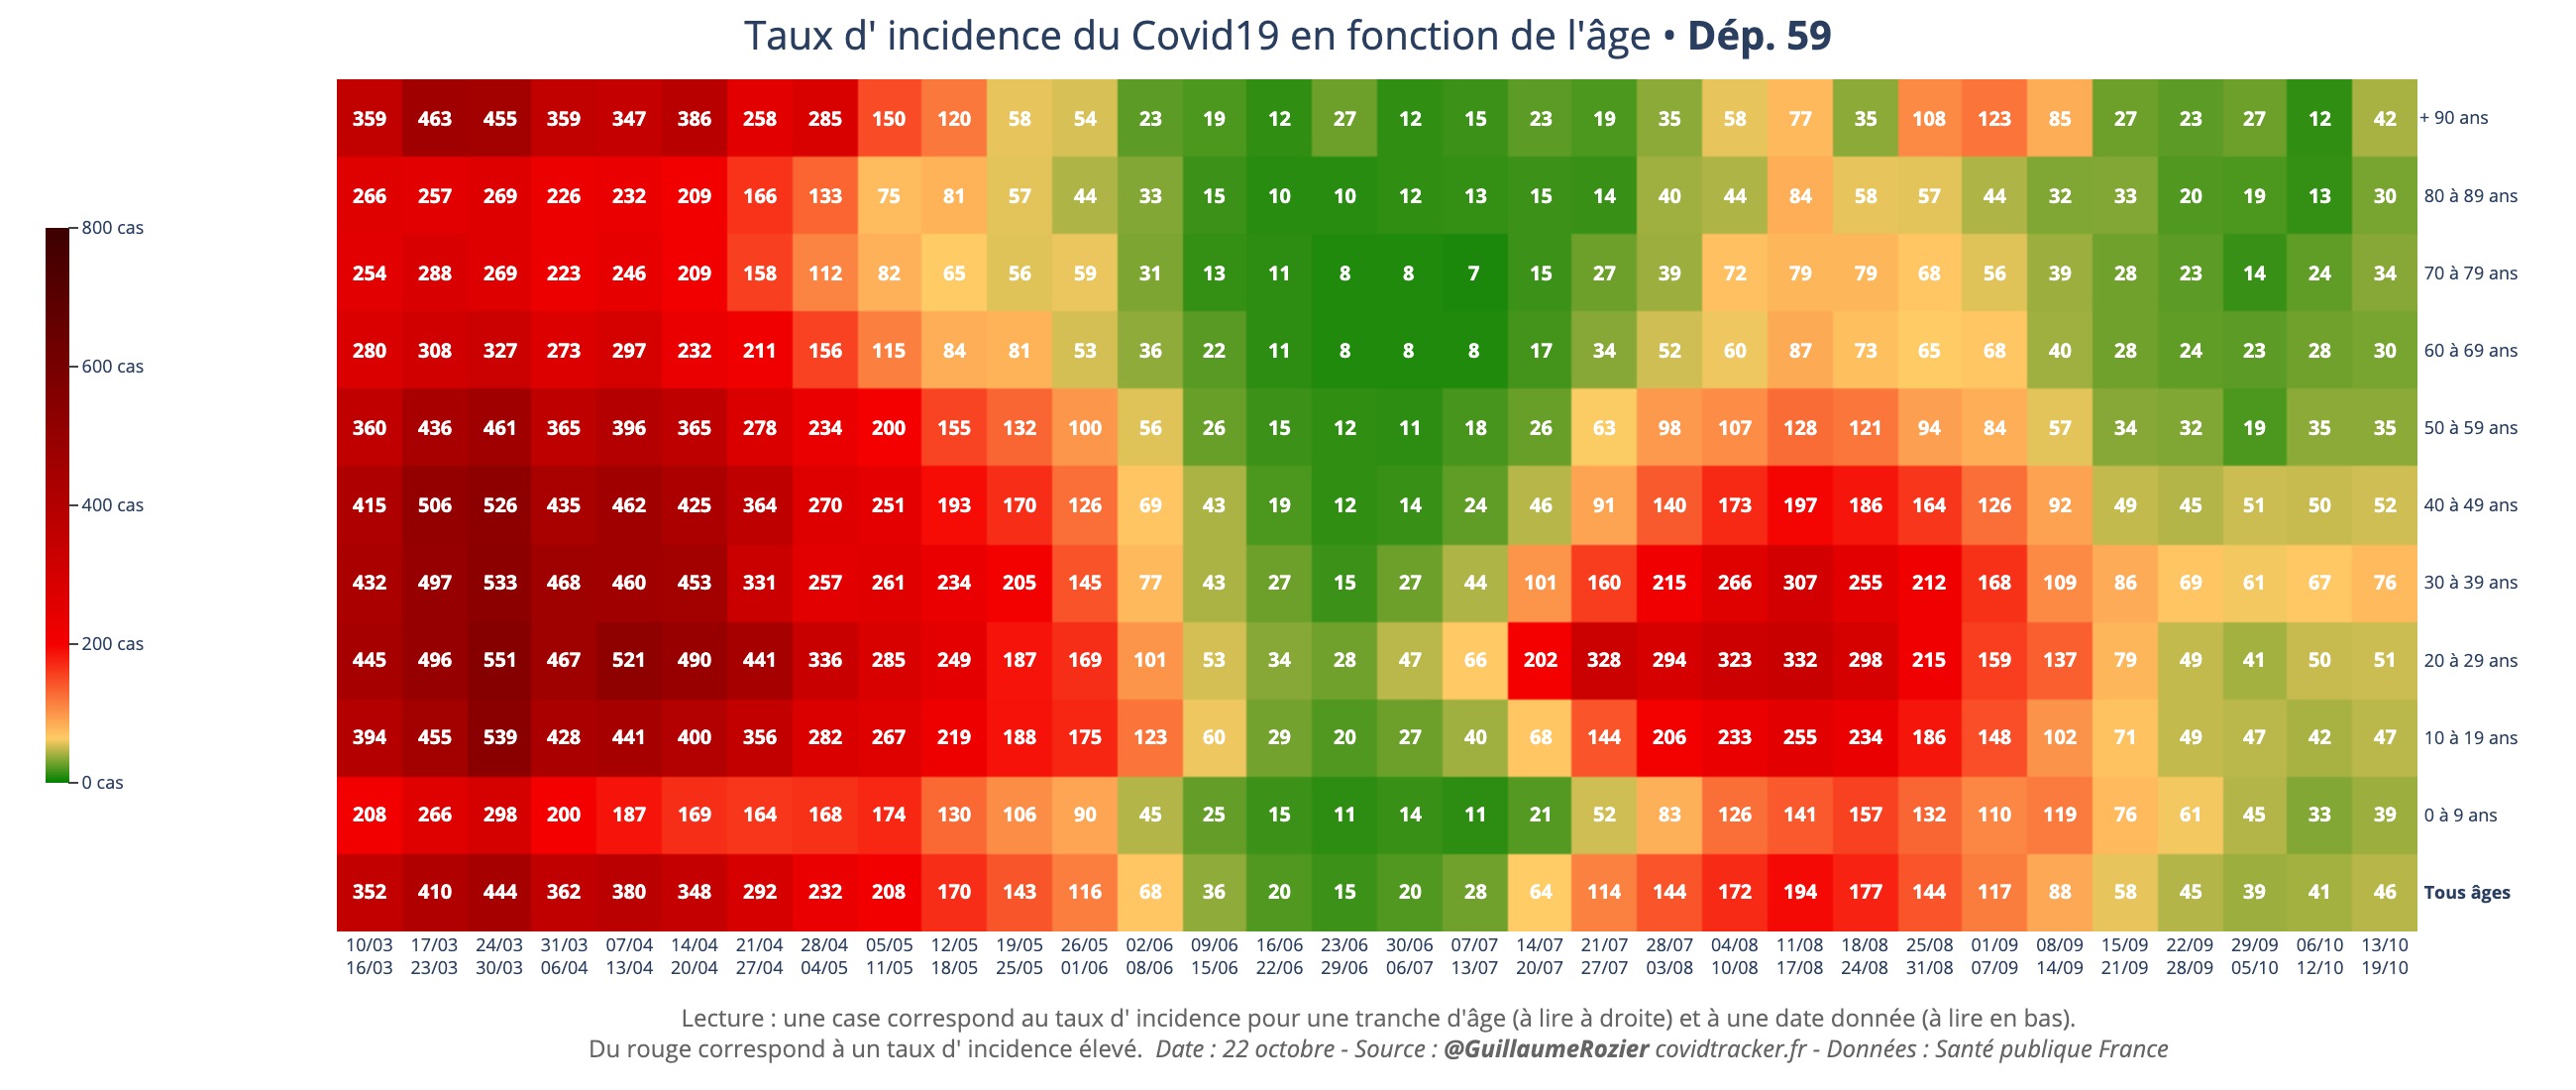 Taux d' incidence du Covid19 en fonction de l'âge • Dép. 59
800 cas
600 cas
400 cas
200 cas
0 cas
359 463 455 359 347 386 258 285 150 120 58 54 23 19 12 27 12 15 23 19 35 58 77 35 108 123 85 27 23 27 12 42 + 90 ans
266 257 269 226 232 209 166 133 75 81 57 44 33 15 10 10 12 13 15 14 40 44 84 58 57 44 32 33 20 19 13 30 80 à 89 ans
254 288 269 223 246 209 158 112 82 65 56 59 31 13 11 8 8 7 15 27 39 72 79 79 68 56 39 28 23 14 24 34 70 à 79 ans
280 308 327 273 297 232 211 156 115 84 81 53 36 22 11 8 8 8 17 34 52 60 87 73 65 68 40 28 24 23 28 30 60 à 69 ans
360 436 461 365 396 365 278 234 200 155 132 100 56 26 15 12 11 18 26 63 98 107 128 121 94 84 57 34 32 19 35 35 50 à 59 ans
415 506 526 435 462 425 364 270 251 193 170 126 69 43 19 12 14 24 46 91 140 173 197 186 164 126 92 49 45 51 50 52 40 à 49 ans
432 497 533 468 460 453 331 257 261 234 205 145 77 43 27 15 27 44 101 160 215 266 307 255 212 168 109 86 69 61 67 76 30 à 39 ans
445 496 551 467 521 490 441 336 285 249 187 169 101 53 34 28 47 66 202 328 294 323 332 298 215 159 137 79 49 41 50 51 20 à 29 ans
394 455 539 428 441 400 356 282 267 219 188 175 123 60 29 20 27 40 68 144 206 233 255 234 186 148 102 71 49 47 42 47 10 à 19 ans
208 266 298 200 187 169 164 168 174 130 106 90 45 25 15 11 14 11 21 52 83 126 141 157 132 110 119 76 61 45 33 39 0 à 9 ans
352 410 444 362 380 348 292 232 208 170 143 116 68 36 20 15 20 28 64 114 144 172 194 177 144 117 88 58 45 39 41 46 Tous âges
10/03 17/03 24/03 31/03 07/04 14/04 21/04 28/04 05/05 12/05 19/05 26/05 02/06 09/06 16/06 23/06 30/06 07/07 14/07 21/07 28/07 04/08 11/08 18/08 25/08 01/09 08/09 15/09 22/09 29/09 06/10 13/10
16/03 23/03 30/03 06/04 13/04 20/04 27/04 04/05 11/05 18/05 25/05 01/06 08/06 15/06 22/06 29/06 06/07 13/07 20/07 27/07 03/08 10/08 17/08 24/08 31/08 07/09 14/09 21/09 28/09 05/10 12/10 19/10
Lecture : une case correspond au taux d' incidence pour une tranche d'âge (à lire à droite) et à une date donnée (à lire en bas).
Du rouge correspond à un taux d' incidence élevé. Date : 22 octobre - Source : @GuillaumeRozier covidtracker.fr - Données : Santé publique France